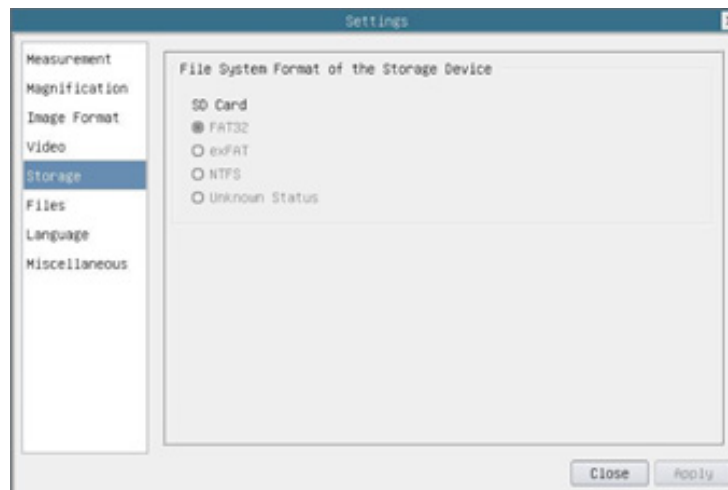 Settings
Measurement
Magnification
Image Format
Video
Storage
Files
Language
Miscellaneous
File System Format of the Storage Device
SD Card
FAT32
exFAT
NTFS
Unknown Status
Close
Apply